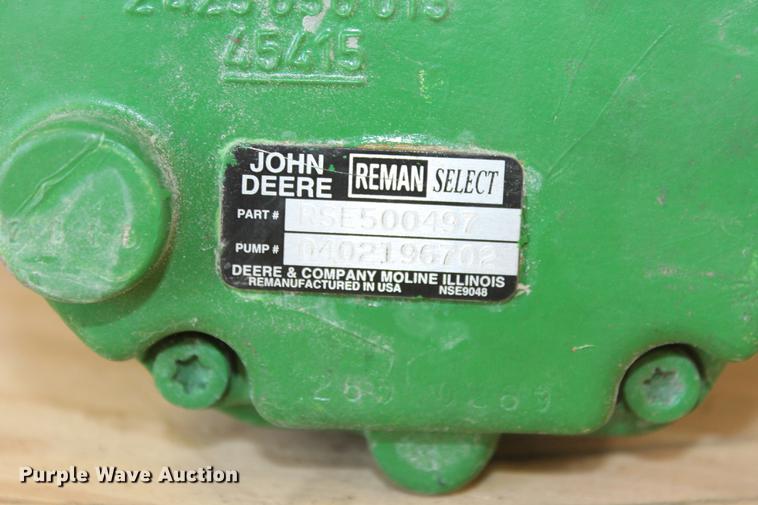 45415
JOHN DEERE REMAN SELECT
PART # RSE500497
PUMP # 0402196702
DEERE & COMPANY MOLINE ILLINOIS
REMANUFACTURED IN USA NSE9048
Purple Wave Auction